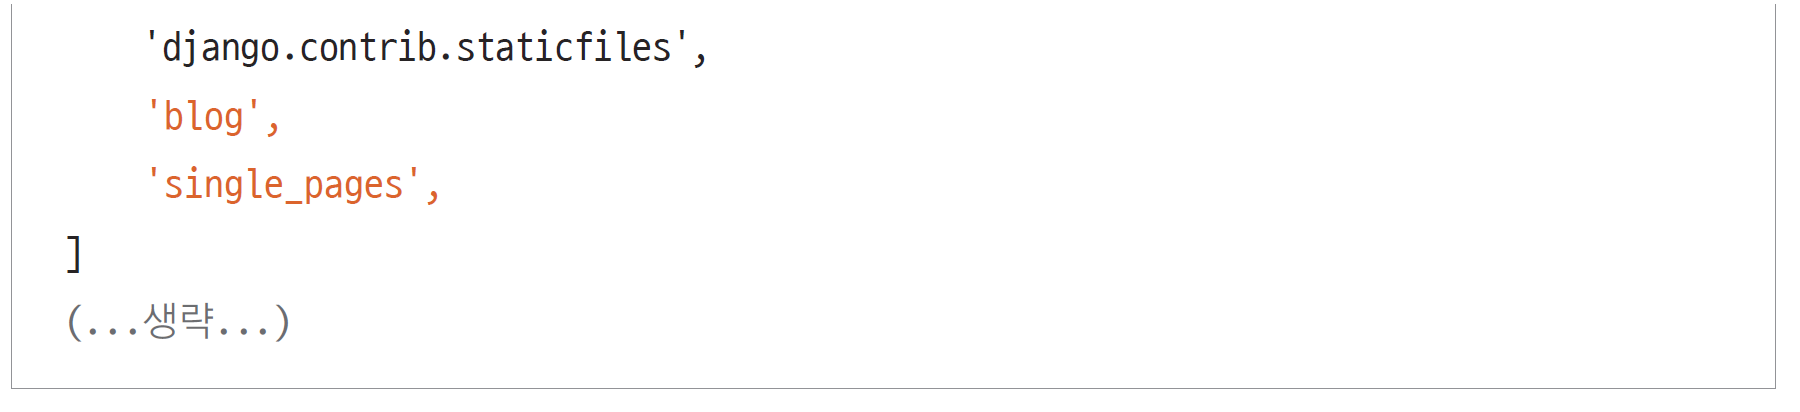 'django.contrib.staticfiles',
'blog',
'single_pages',
]
(...생략...)